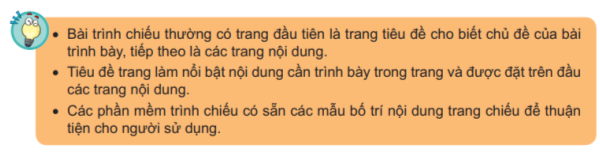 • Bài trình chiếu thường có trang đầu tiên là trang tiêu đề cho biết chủ đề của bài
trình bày, tiếp theo là các trang nội dung.
• Tiêu đề trang làm nổi bật nội dung cần trình bày trong trang và được đặt trên đầu
các trang nội dung.
• Các phần mềm trình chiếu có sẵn các mẫu bố trí nội dung trang chiếu để thuận
tiện cho người sử dụng.